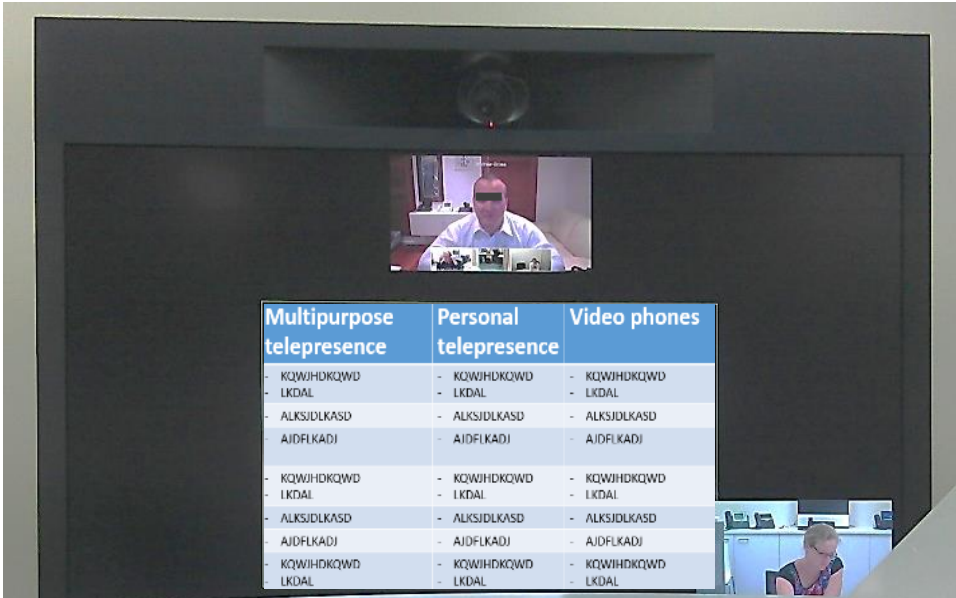 Multipurpose Personal Video phones
telepresence telepresence
- KQWJHDKQWD - KQWJHDKQWD - KQWJHDKQWD
- LKDAL - LKDAL - LKDAL
- ALKSJDLKASD - ALKSJDLKASD - ALKSJDLKASD
- AJDFLKADJ - AJDFLKADJ - AJDFLKADJ
- KQWJHDKQWD - KQWJHDKQWD - KQWJHDKQWD
- LKDAL - LKDAL - LKDAL
- ALKSJDLKASD - ALKSJDLKASD - ALKSJDLKASD
- AJDFLKADJ - AJDFLKADJ - AJDFLKADJ
- KQWJHDKQWD - KQWJHDKQWD - KQWJHDKQWD
- LKDAL - LKDAL - LKDAL